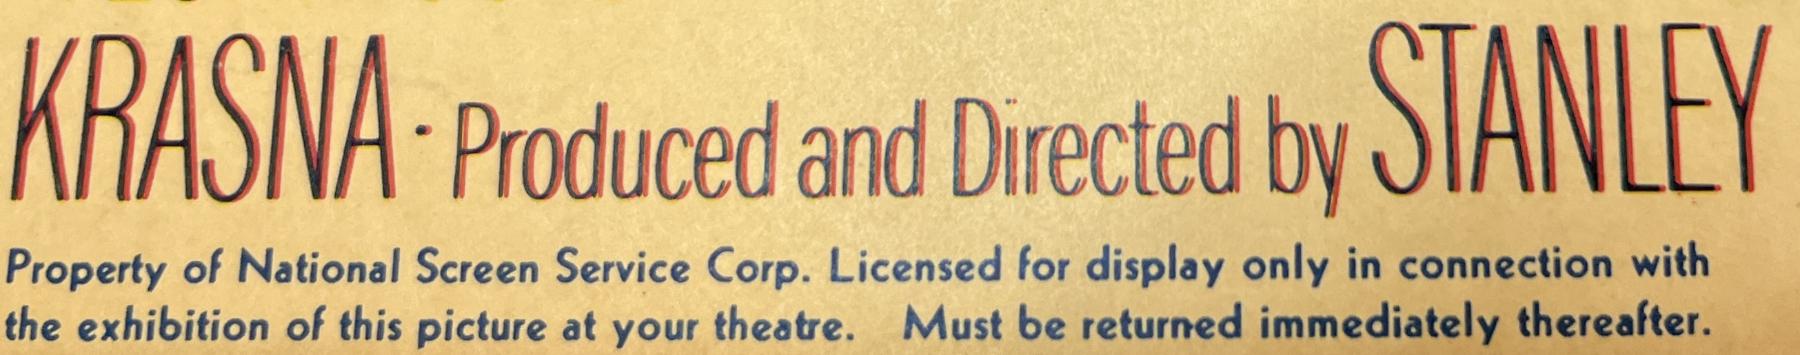 KRASNA · Produced and Directed by STANLEY
Property of National Screen Service Corp. Licensed for display only in connection with
the exhibition of this picture at your theatre. Must be returned immediately thereafter.